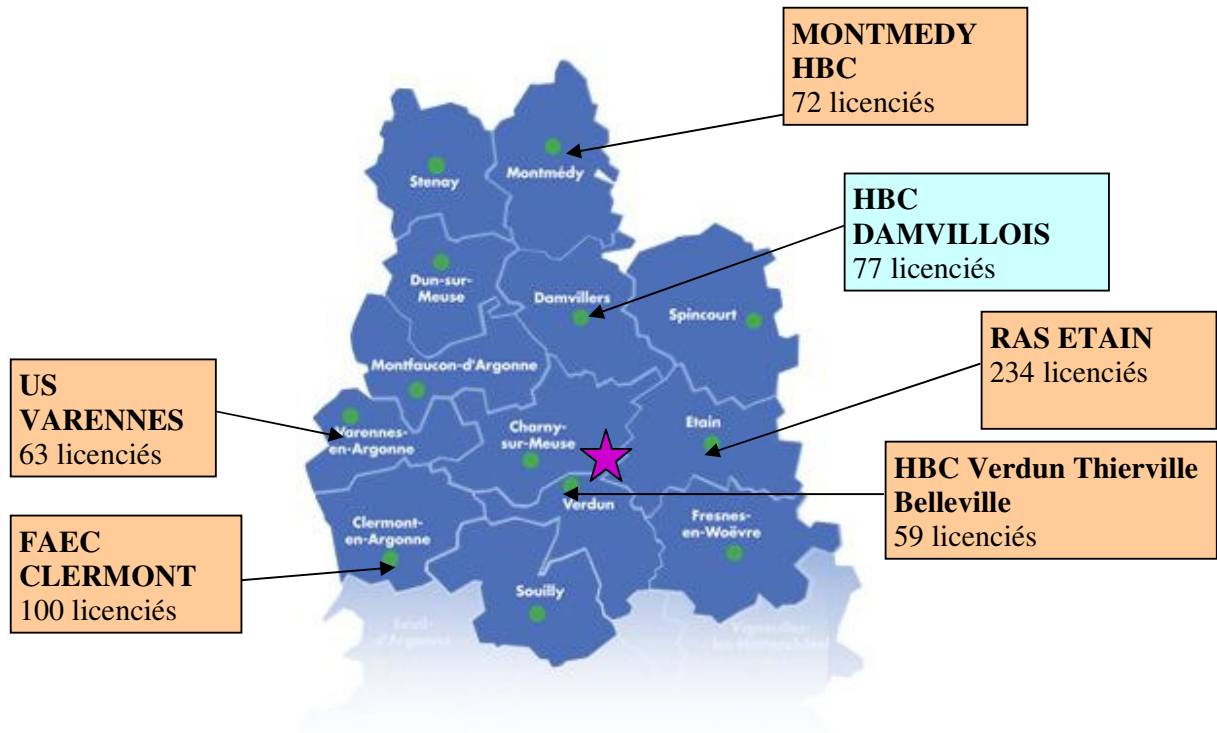 MONTMEDY
HBC
72 licenciés
Stenay
Montmédy
HBC
DAMVILLOIS
77 licenciés
Dun-sur-
Meuse
Damvillers
Spincourt
RAS ETAIN
234 licenciés
Montfaucon-d'Argonne
US
VARENNES
63 licenciés
Varennes-
en-Argonne
Charny-
sur-Meuse
Etain
HBC Verdun Thierville
Belleville
59 licenciés
Verdun
Clermont-
en-Argonne
Fresnes-
en-Woëvre
FAEC
CLERMONT
100 licenciés
Souilly
d'Argonne